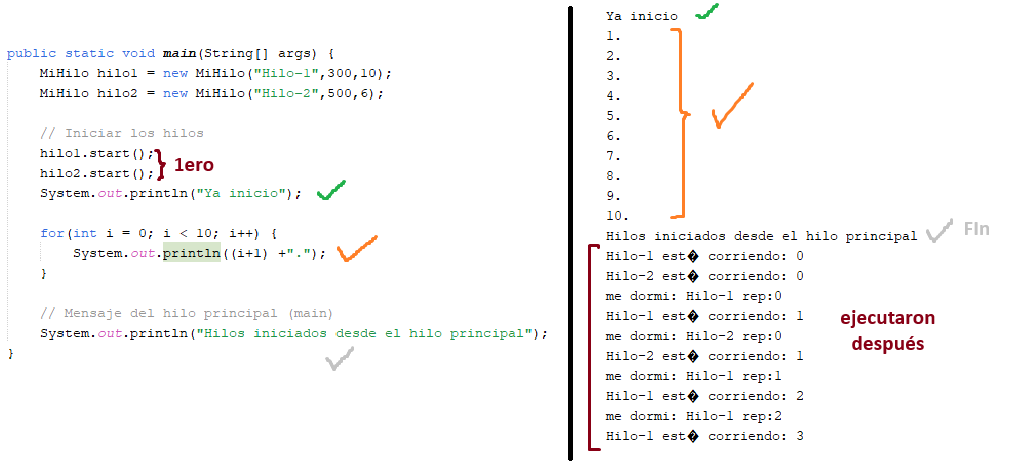 public static void main(String[] args) {
MiHilo hilo1 = new MiHilo("Hilo-1",300,10);
MiHilo hilo2 = new MiHilo("Hilo-2",500,6);
// Iniciar los hilos
hilo1.start();
hilo2.start();
1ero
System.out.println("Ya inicio");
for(int i = 0; i < 10; i++) {
System.out.println((i+1) +".");
}
// Mensaje del hilo principal (main)
System.out.println("Hilos iniciados desde el hilo principal");
}
Ya inicio
1.
2.
3.
4.
5.
6.
7.
8.
9.
10.
Hilos iniciados desde el hilo principal
FIn
Hilo-1 est� corriendo: 0
Hilo-2 est� corriendo: 0
me dormi: Hilo-1 rep:0
Hilo-1 est� corriendo: 1
me dormi: Hilo-2 rep:0
Hilo-2 est� corriendo: 1
me dormi: Hilo-1 rep:1
Hilo-1 est� corriendo: 2
me dormi: Hilo-1 rep:2
Hilo-1 est� corriendo: 3
ejecutaron
después